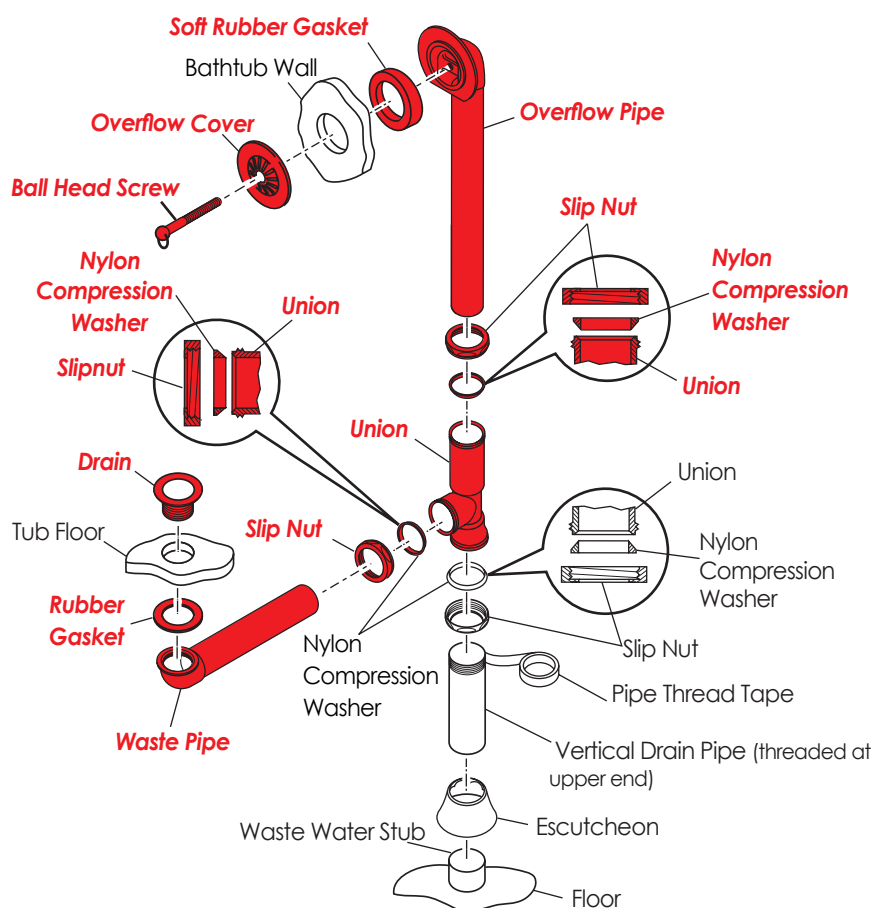 Soft Rubber Gasket
Bathtub Wall
Overflow Cover
Overflow Pipe
Ball Head Screw
Slip Nut
Nylon
Compression
Washer
Union
Nylon
Compression
Washer
Slipnut
Union
Union
Drain
Union
Tub Floor
Slip Nut
Nylon
Compression
Washer
Rubber
Gasket
Nylon
Compression
Washer
Slip Nut
Pipe Thread Tape
Waste Pipe
Vertical Drain Pipe (threaded at
upper end)
Waste Water Stub
Escutcheon
Floor